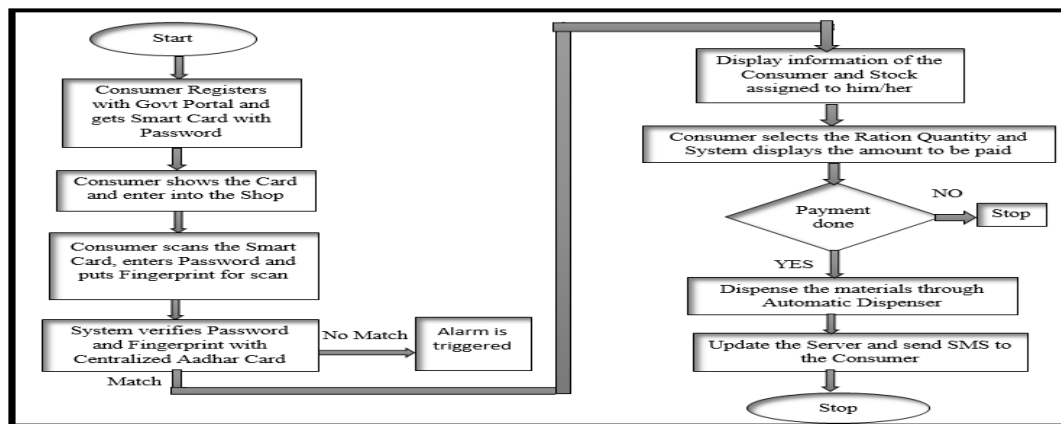 Start
Consumer Registers
with Govt Portal and
gets Smart Card with
Password
Consumer shows the Card
and enter into the Shop
Consumer scans the Smart
Card, enters Password and
puts Fingerprint for scan
System verifies Password
and Fingerprint with
Centralized Aadhar Card
No Match
Alarm is
triggered
Match
Display information of the
Consumer and Stock
assigned to him/her
Consumer selects the Ration Quantity and
System displays the amount to be paid
Payment
done
NO
Stop
YES
Dispense the materials through
Automatic Dispenser
Update the Server and send SMS to
the Consumer
Stop